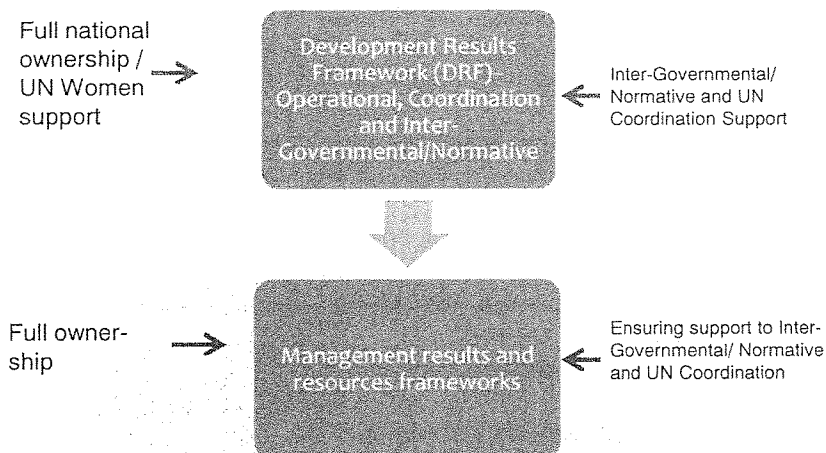 Full national
ownership /
UN Women
support
Development Results
Framework (DRF)-
Operational, Coordination
and Inter-
Governmental/Normative
Inter-Governmental/
Normative and UN
Coordination Support
Full owner-
ship
Management results and
resources frameworks
Ensuring support to Inter-
Governmental/ Normative
and UN Coordination